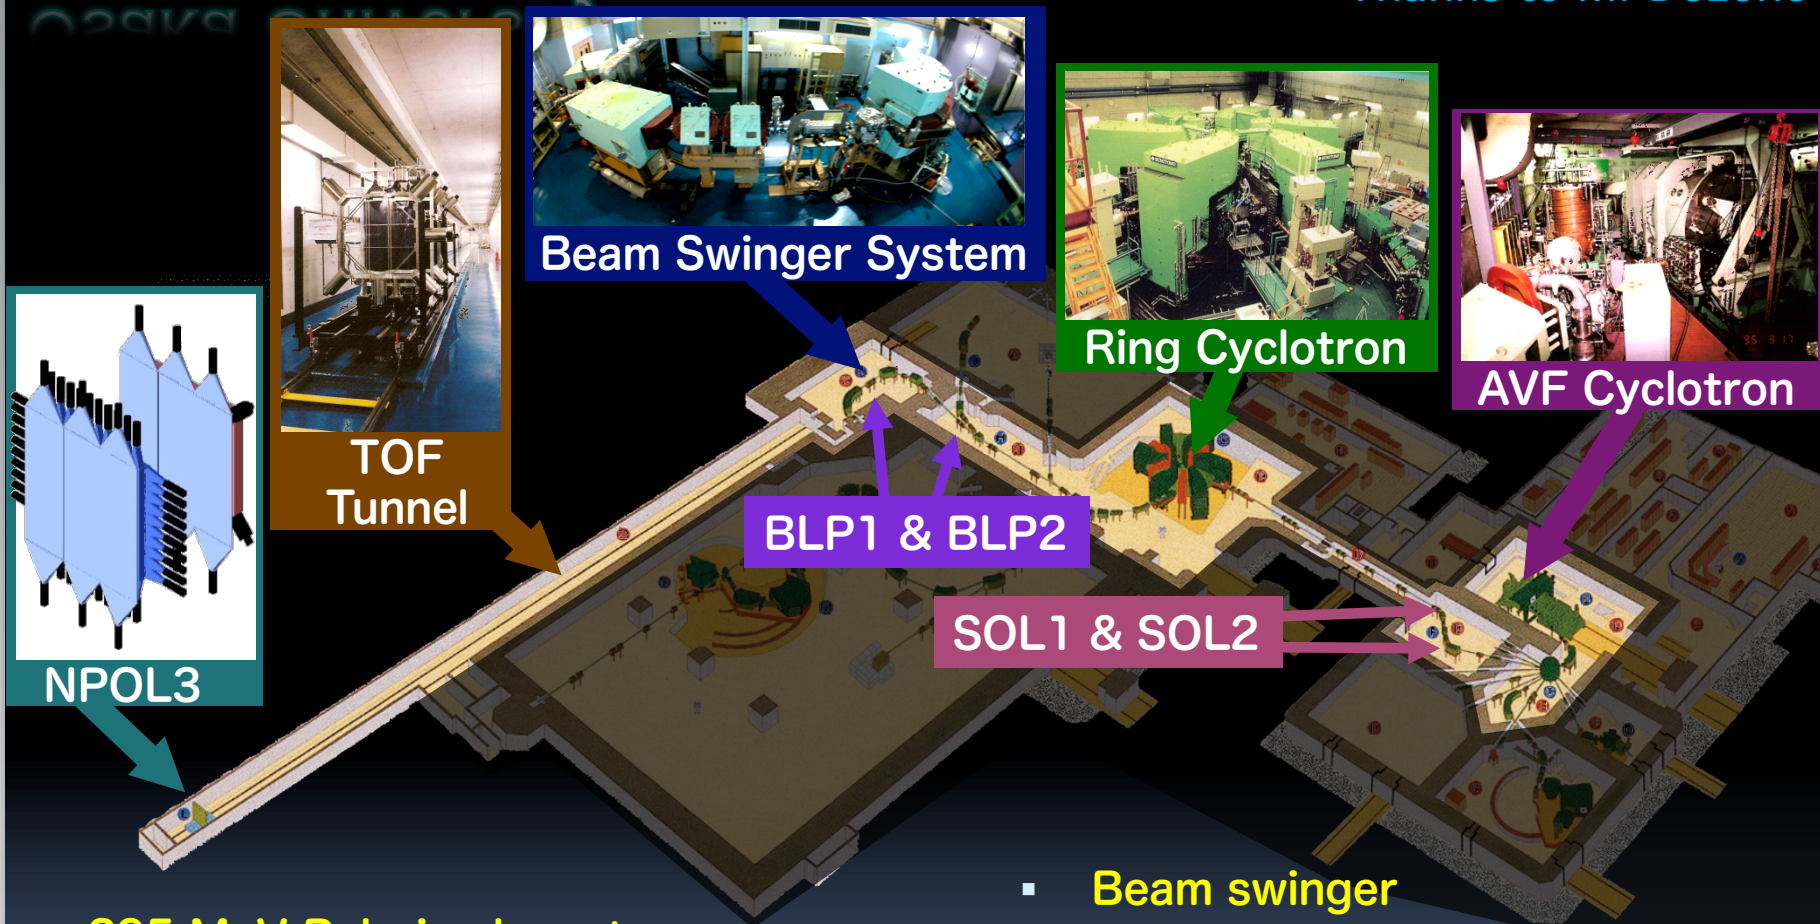 Beam Swinger System
Ring Cyclotron
AVF Cyclotron
TOF
Tunnel
BLP1 & BLP2
SOL1 & SOL2
NPOL3
▪ Beam swinger